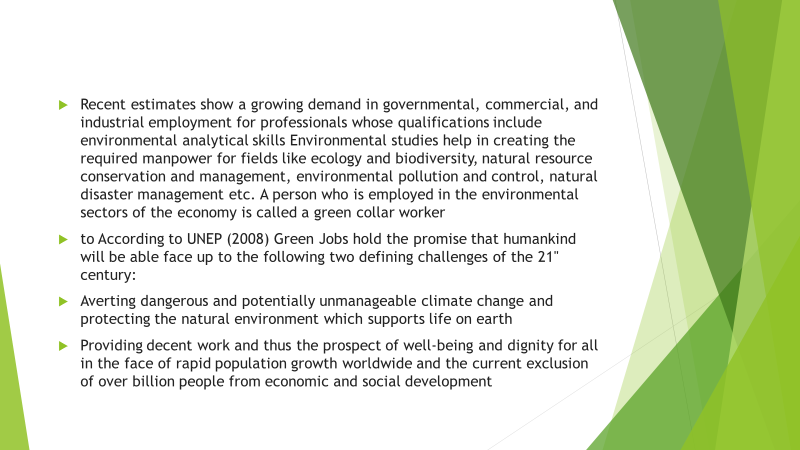 Recent estimates show a growing demand in governmental, commercial, and
industrial employment for professionals whose qualifications include
environmental analytical skills Environmental studies help in creating the
required manpower for fields like ecology and biodiversity, natural resource
conservation and management, environmental pollution and control, natural
disaster management etc. A person who is employed in the environmental
sectors of the economy is called a green collar worker
to According to UNEP (2008) Green Jobs hold the promise that humankind
will be able face up to the following two defining challenges of the 21"
century:
Averting dangerous and potentially unmanageable climate change and
protecting the natural environment which supports life on earth
Providing decent work and thus the prospect of well-being and dignity for all
in the face of rapid population growth worldwide and the current exclusion
of over billion people from economic and social development